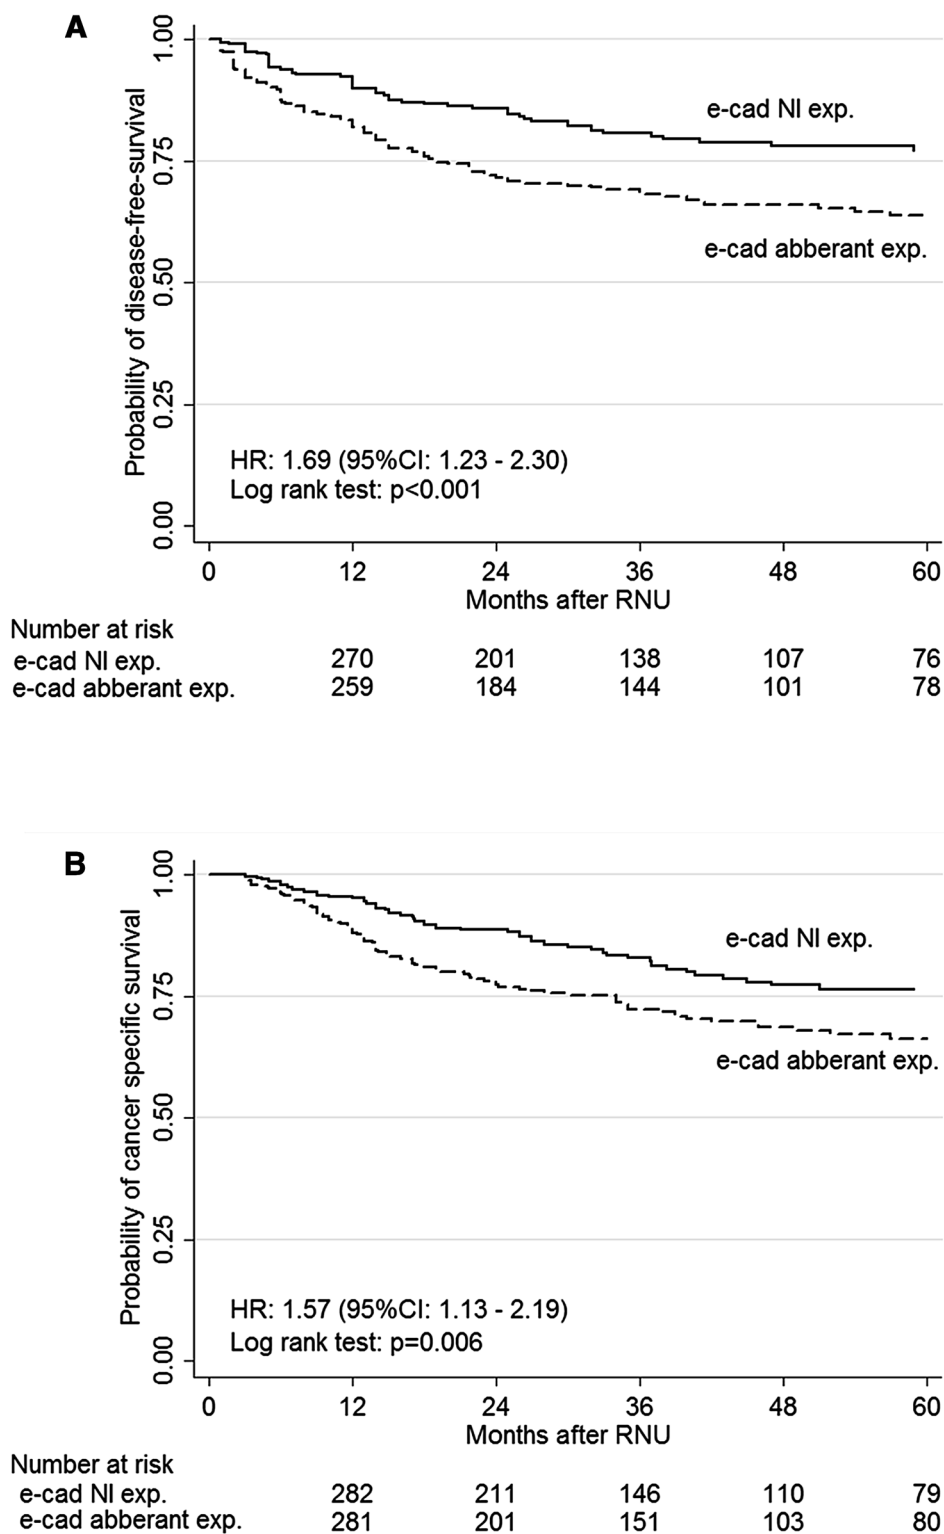 A
Probability of disease-free-survival
1.00
0.75
0.50
0.25
0.00
e-cad Nl exp.
e-cad abberant exp.
HR: 1.69 (95%CI: 1.23 - 2.30)
Log rank test: p<0.001
0 12 24 36 48 60
Months after RNU
Number at risk
e-cad Nl exp. 270 201 138 107 76
e-cad abberant exp. 259 184 144 101 78
B
Probability of cancer specific survival
1.00
0.75
0.50
0.25
0.00
e-cad Nl exp.
e-cad abberant exp.
HR: 1.57 (95%CI: 1.13 - 2.19)
Log rank test: p=0.006
0 12 24 36 48 60
Months after RNU
Number at risk
e-cad Nl exp. 282 211 146 110 79
e-cad abberant exp. 281 201 151 103 80